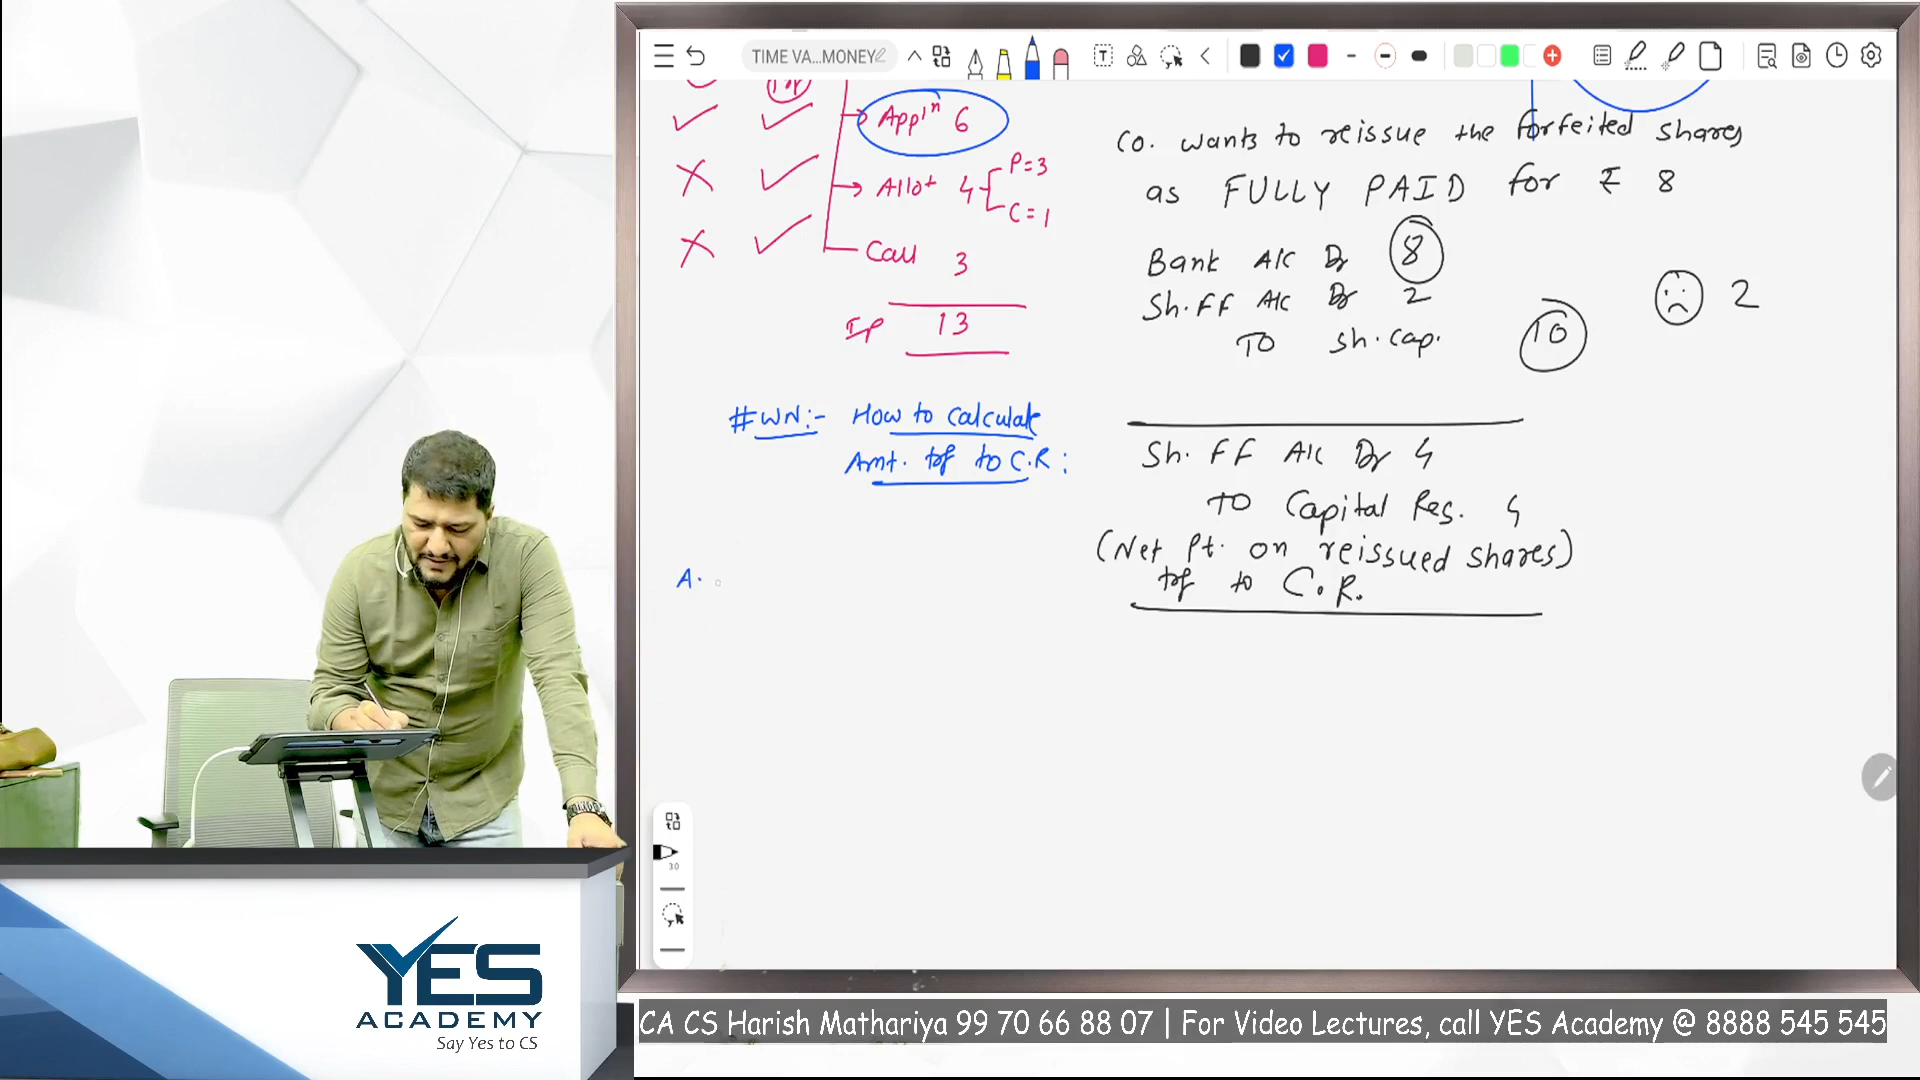 TIME VA...MONEY
Appln 6
Allot 4
P=3
C=1
Call 3
IP 13
#WN:- How to Calculate
Amt. trf to C.R:
A.
Co. wants to reissue the forfeited shares
as FULLY PAID for ₹ 8
Bank A/c Dr 8
Sh.FF A/c Dr 2
TO Sh.Cap. 10
2
Sh. FF A/c Dr 4
TO Capital Res. 4
(Net Pt. on reissued shares)
trf to C.R.
30
YES
ACADEMY
Say Yes to CS
CA CS Harish Mathariya 99 70 66 88 07 | For Video Lectures, call YES Academy @ 8888 545 545